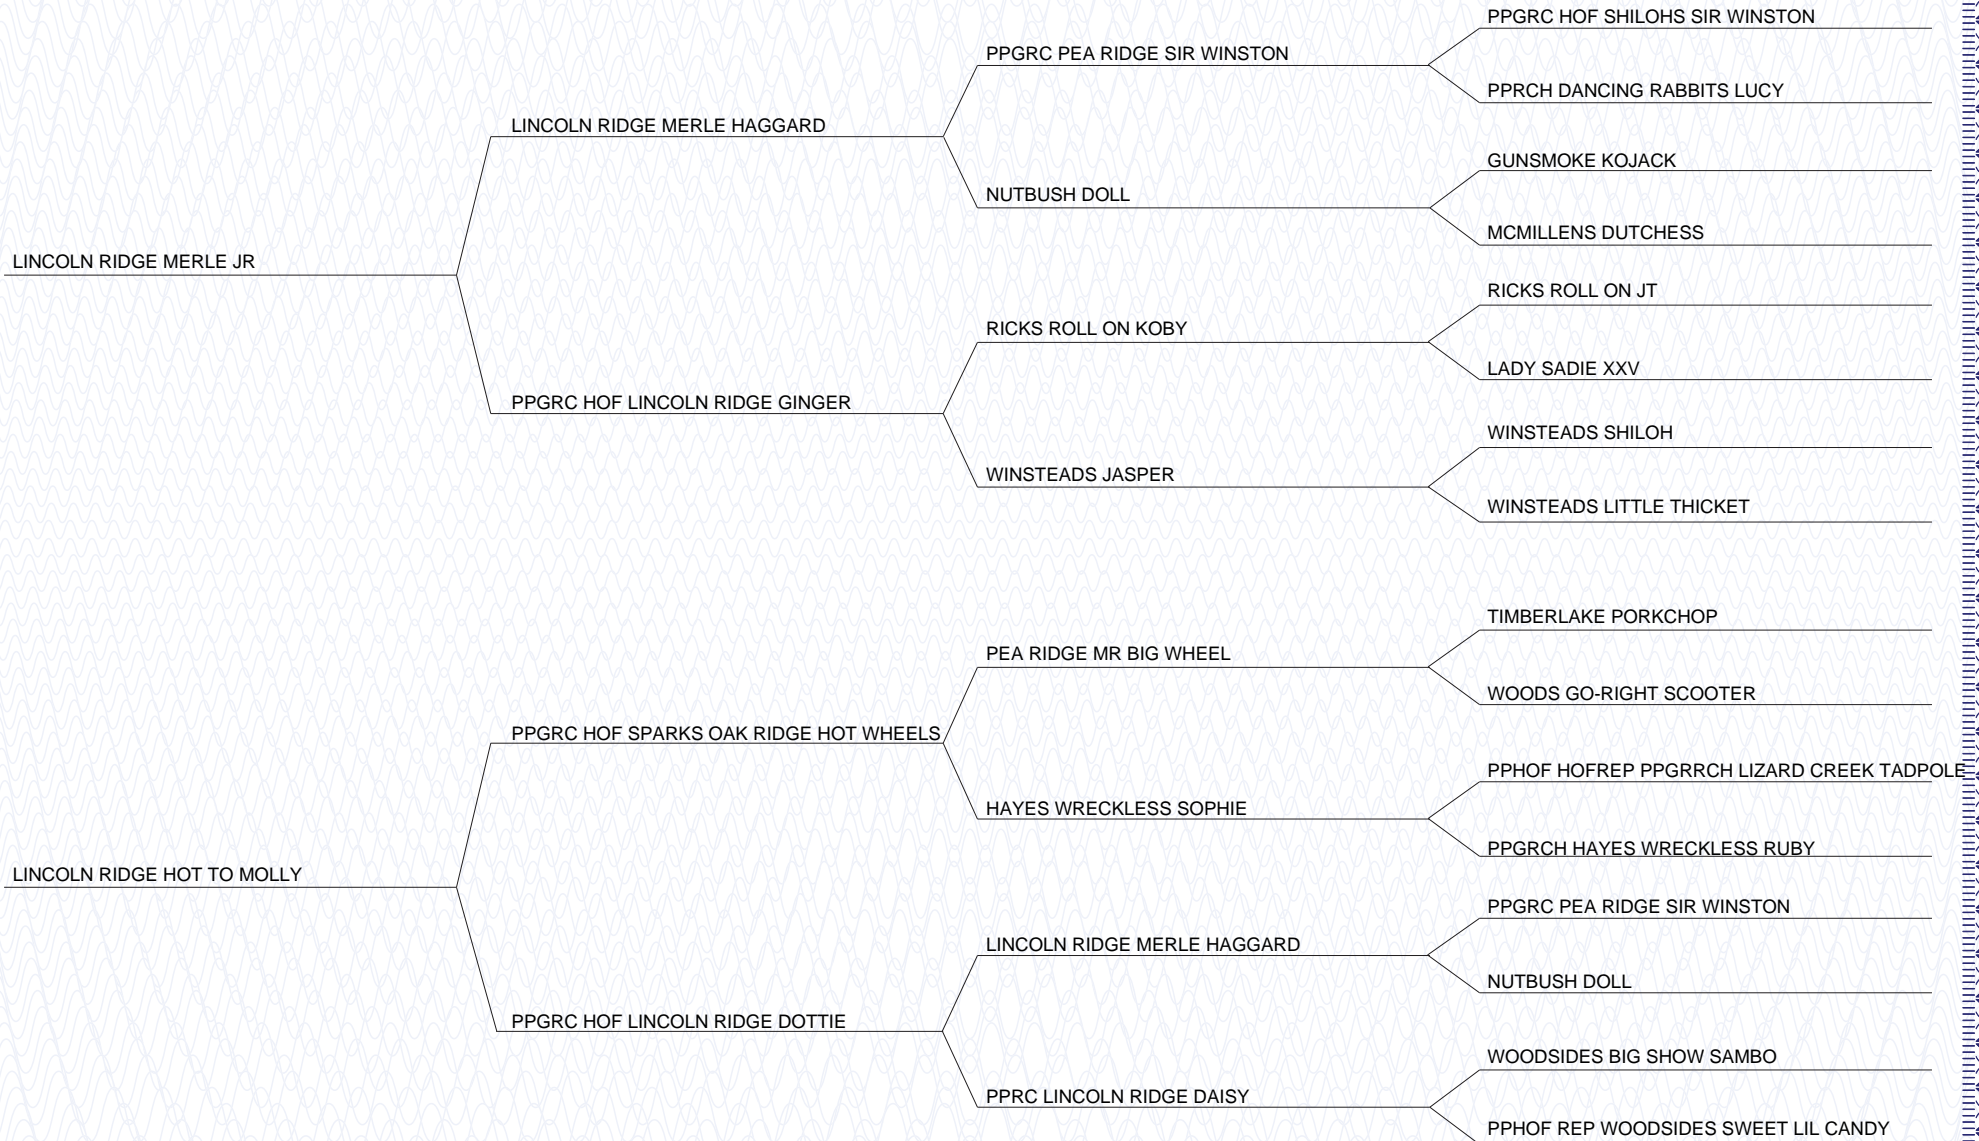 PPGRC HOF SHILOHS SIR WINSTON
PPGRC PEA RIDGE SIR WINSTON
PPRCH DANCING RABBITS LUCY
LINCOLN RIDGE MERLE HAGGARD
GUNSMOKE KOJACK
NUTBUSH DOLL
MCMILLENS DUTCHESS
LINCOLN RIDGE MERLE JR
RICKS ROLL ON JT
RICKS ROLL ON KOBY
LADY SADIE XXV
PPGRC HOF LINCOLN RIDGE GINGER
WINSTEADS SHILOH
WINSTEADS JASPER
WINSTEADS LITTLE THICKET
TIMBERLAKE PORKCHOP
PEA RIDGE MR BIG WHEEL
WOODS GO-RIGHT SCOOTER
PPGRC HOF SPARKS OAK RIDGE HOT WHEELS
PPHOF HOFREP PPGRRCH LIZARD CREEK TADPOLE
HAYES WRECKLESS SOPHIE
PPGRCH HAYES WRECKLESS RUBY
LINCOLN RIDGE HOT TO MOLLY
PPGRC PEA RIDGE SIR WINSTON
LINCOLN RIDGE MERLE HAGGARD
NUTBUSH DOLL
PPGRC HOF LINCOLN RIDGE DOTTIE
WOODSIDES BIG SHOW SAMBO
PPRC LINCOLN RIDGE DAISY
PPHOF REP WOODSIDES SWEET LIL CANDY